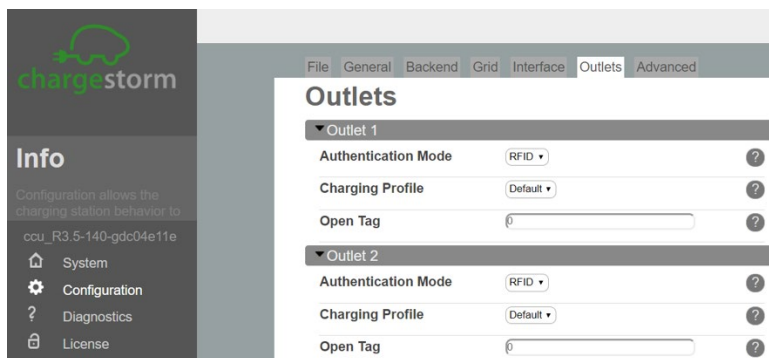 chargestorm
File General Backend Grid Interface Outlets Advanced
Outlets
Outlet 1
Authentication Mode RFID ?
Charging Profile Default ?
Open Tag 0 ?
Outlet 2
Authentication Mode RFID ?
Charging Profile Default ?
Open Tag 0 ?
Info
Configuration allows the
charging station behavior to
ccu_R3.5-140-gdc04e11e
System
Configuration
? Diagnostics
License